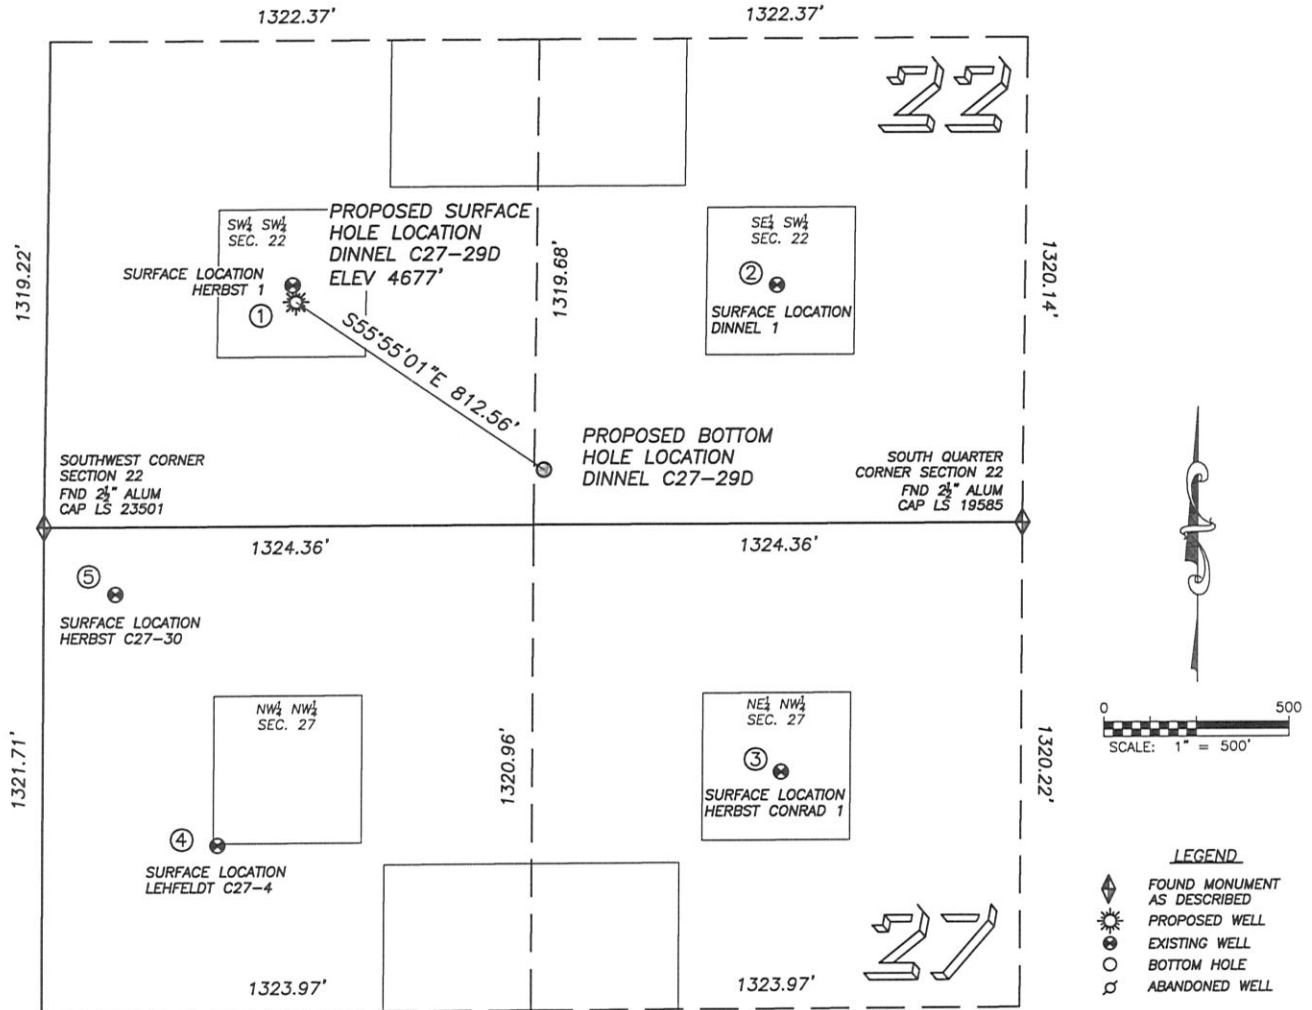 1322.37'
1322.37'
22
SW¼ SW¼
SEC. 22
PROPOSED SURFACE
HOLE LOCATION
DINNEL C27-29D
ELEV 4677'
SURFACE LOCATION
HERBST 1
①
1319.22'
1319.68'
SE¼ SW¼
SEC. 22
②
SURFACE LOCATION
DINNEL 1
1320.14'
S55°55'01"E 812.56'
PROPOSED BOTTOM
HOLE LOCATION
DINNEL C27-29D
SOUTHWEST CORNER
SECTION 22
FND 2½" ALUM
CAP LS 23501
SOUTH QUARTER
CORNER SECTION 22
FND 2½" ALUM
CAP LS 19585
1324.36'
1324.36'
⑤
SURFACE LOCATION
HERBST C27-30
NW¼ NW¼
SEC. 27
NE¼ NW¼
SEC. 27
1321.71'
1320.96'
③
SURFACE LOCATION
HERBST CONRAD 1
1320.22'
④
SURFACE LOCATION
LEHFELDT C27-4
27
1323.97'
1323.97'
0 500
SCALE: 1" = 500'
LEGEND
FOUND MONUMENT
AS DESCRIBED
PROPOSED WELL
EXISTING WELL
BOTTOM HOLE
ABANDONED WELL